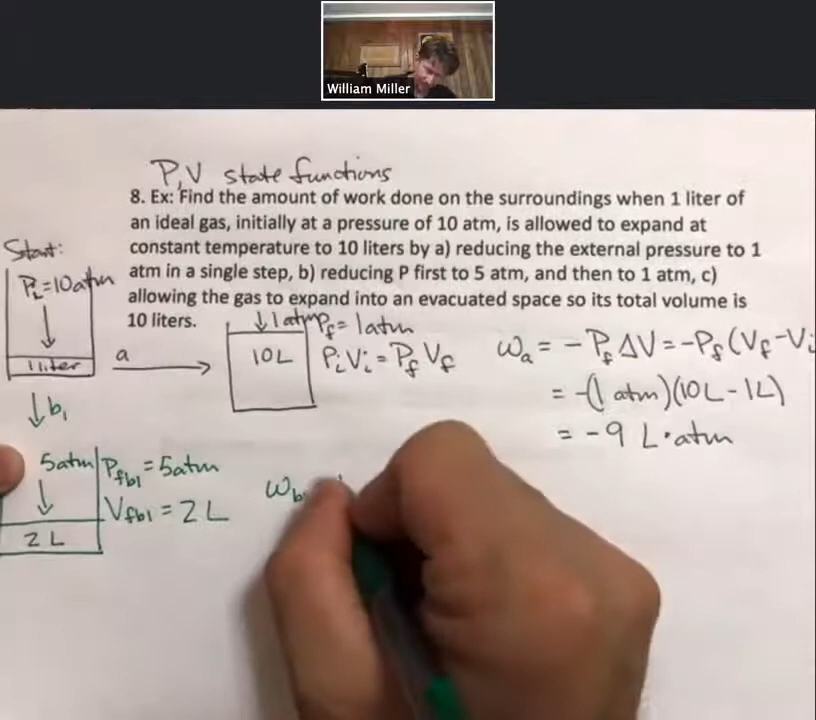 William Miller
P,V state functions
8. Ex: Find the amount of work done on the surroundings when 1 liter of
an ideal gas, initially at a pressure of 10 atm, is allowed to expand at
constant temperature to 10 liters by a) reducing the external pressure to 1
atm in a single step, b) reducing P first to 5 atm, and then to 1 atm, c)
allowing the gas to expand into an evacuated space so its total volume is
10 liters.
Start:
Pi=10atm
1 liter
a
↓1atm Pf= 1atm
10L
PiVi=PfVf
Wa= -PfΔV=-Pf(Vf-Vi
= -(1 atm)(10L-1L)
= -9 L·atm
↓b1
5atm
Pfb1=5atm
Vfb1=2L
2 L
Wb